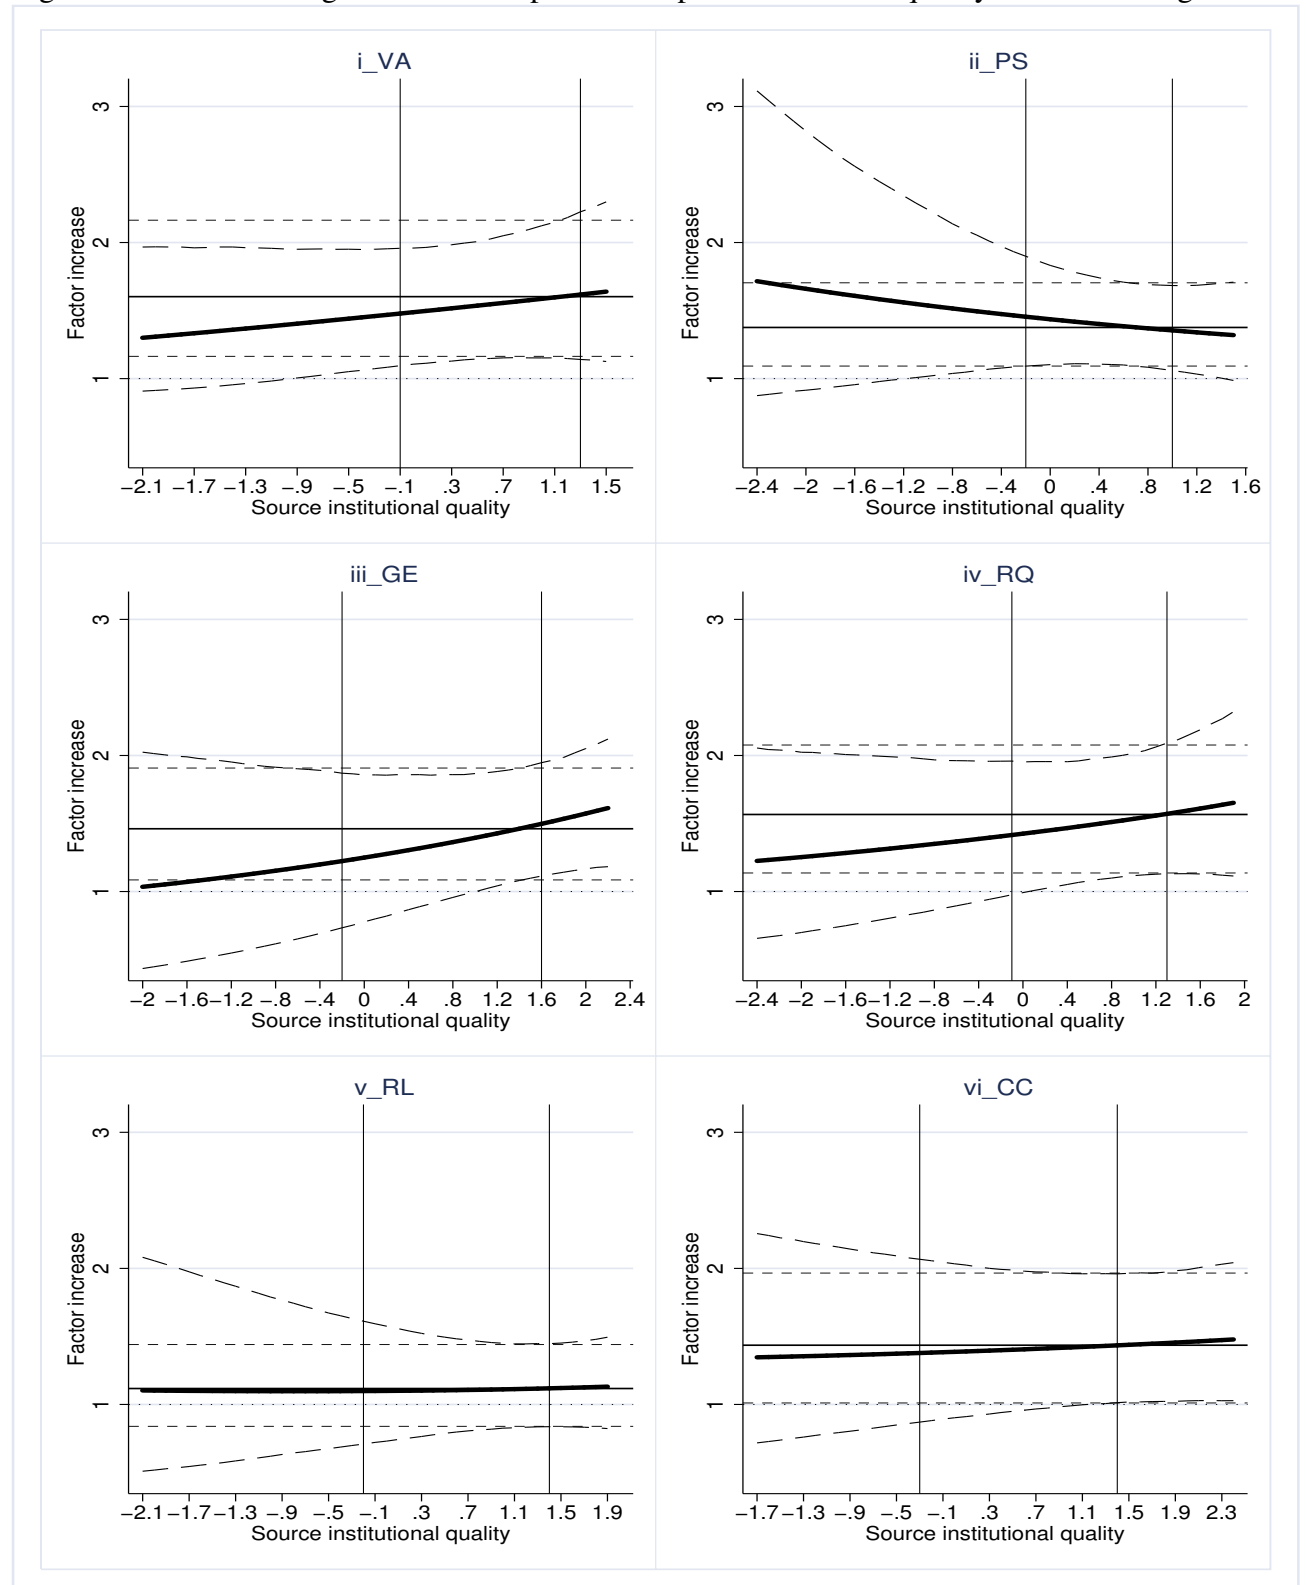 i_VA
ii_PS
3
2
1
Factor increase
−2.1 −1.7 −1.3 −.9 −.5 −.1 .3 .7 1.1 1.5
Source institutional quality
3
2
1
Factor increase
−2.4 −2 −1.6 −1.2 −.8 −.4 0 .4 .8 1.2 1.6
Source institutional quality
iii_GE
iv_RQ
3
2
1
Factor increase
−2 −1.6 −1.2 −.8 −.4 0 .4 .8 1.2 1.6 2 2.4
Source institutional quality
3
2
1
Factor increase
−2.4 −2 −1.6 −1.2 −.8 −.4 0 .4 .8 1.2 1.6 2
Source institutional quality
v_RL
vi_CC
3
2
1
Factor increase
−2.1 −1.7 −1.3 −.9 −.5 −.1 .3 .7 1.1 1.5 1.9
Source institutional quality
3
2
1
Factor increase
−1.7 −1.3 −.9 −.5 −.1 .3 .7 1.1 1.5 1.9 2.3
Source institutional quality